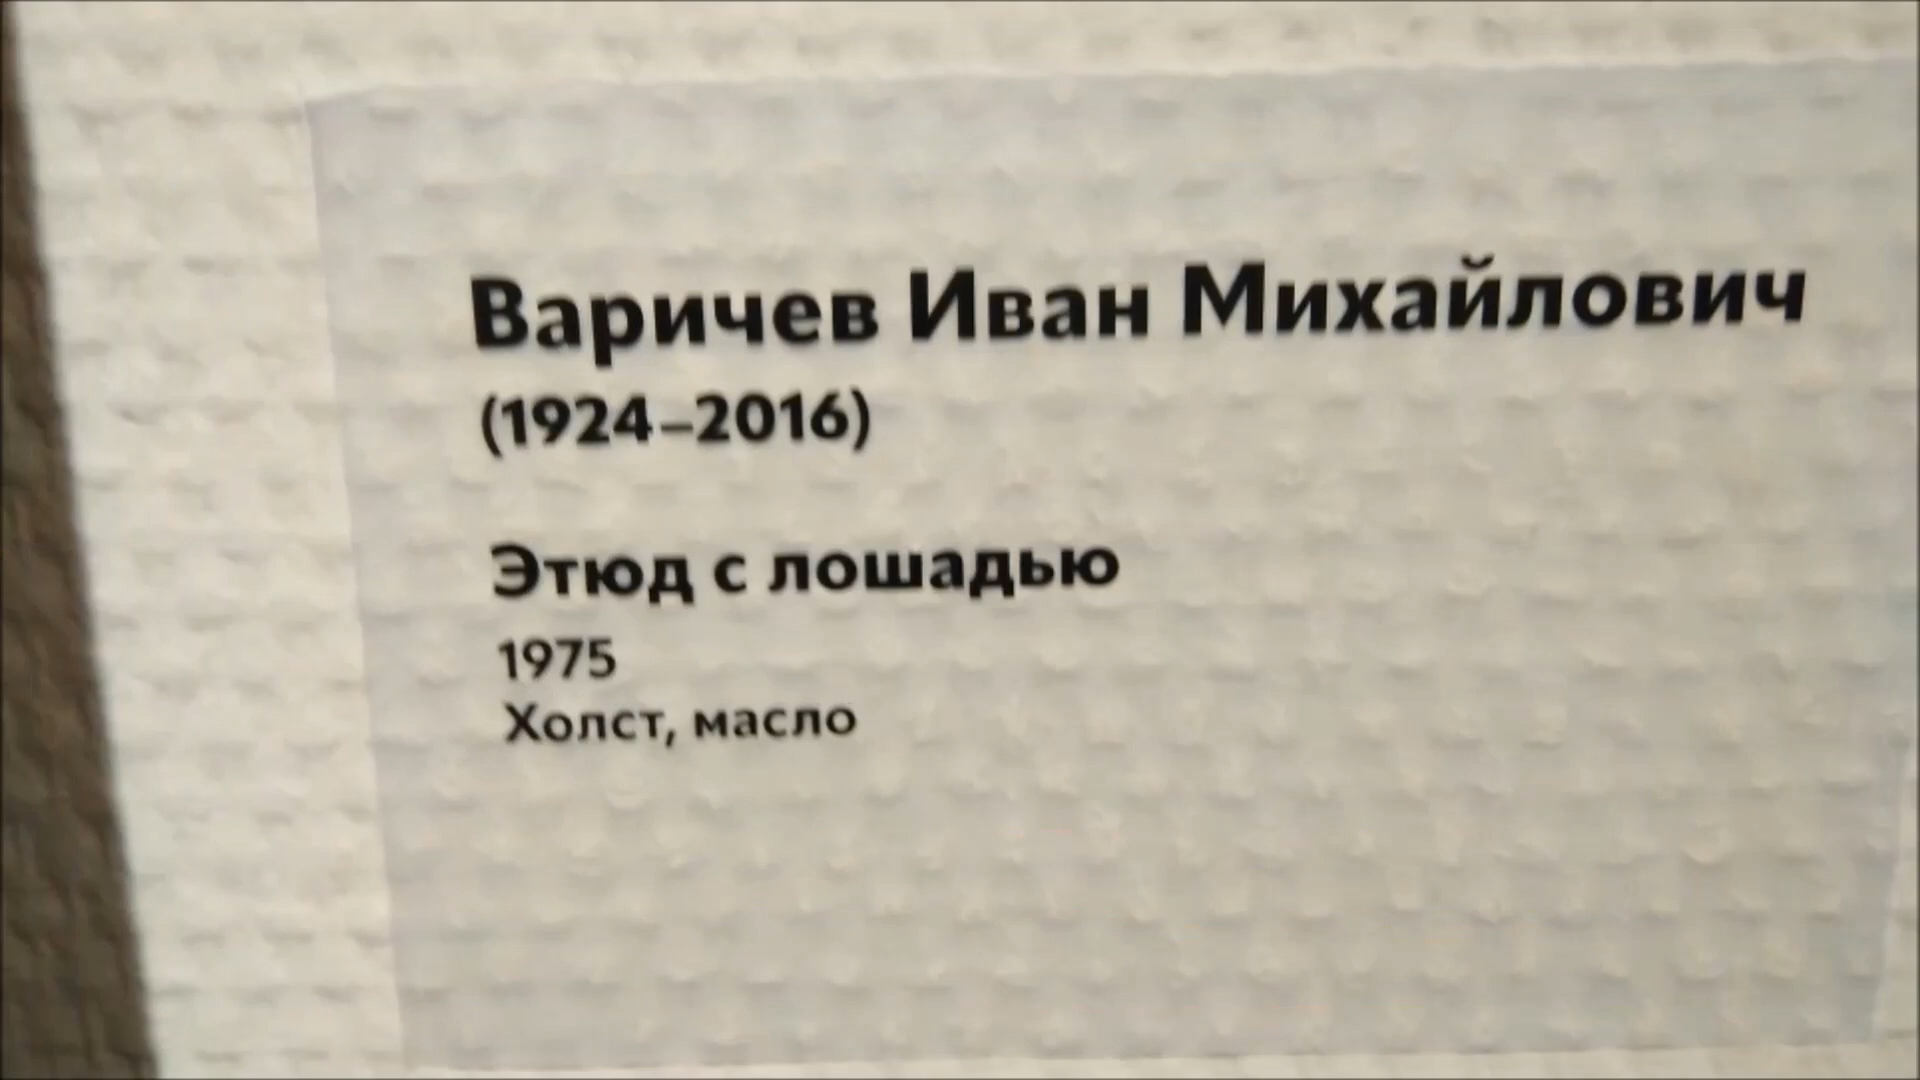 Варичев Иван Михайлович
(1924–2016)
Этюд с лошадью
1975
Холст, масло